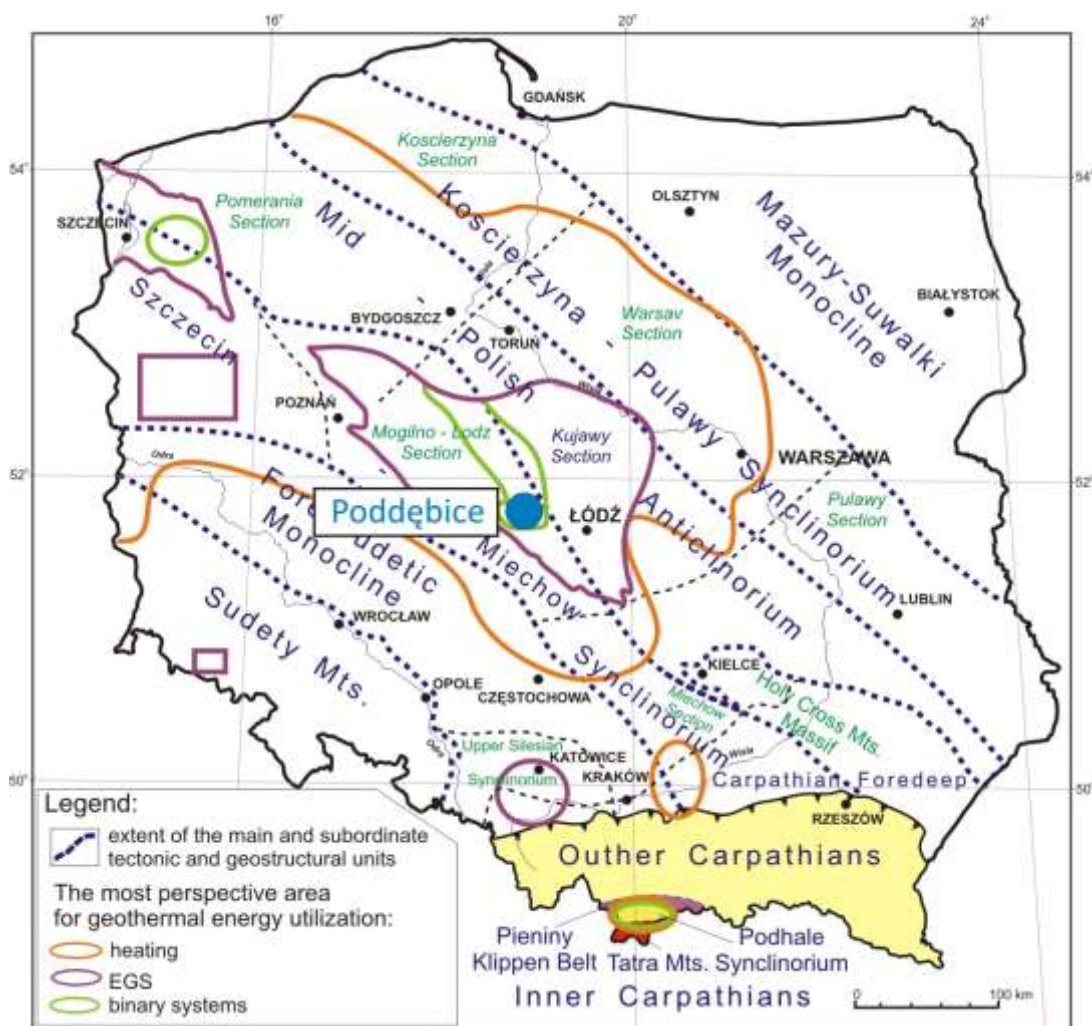 16°
20°
24°
GDAŃSK
Koscierzyna
Section
54°
54°
OLSZTYN
Pomerania
Section
SZCZECIN
Mid
Koscierzyna
Mazury-Suwalki
Monocline
BIAŁYSTOK
Szczecin
BYDGOSZCZ
TORUŃ
Warsav
Section
Polish
Pulawy Synclinorium
POZNAŃ
Mogilno - Lodz
Section
Kujawy
Section
WARSZAWA
Odra
52°
52°
Pulawy
Section
Poddębice
ŁÓDŹ
Antichlinorium
Monocline
Miechow
Synclinorium
LUBLIN
WROCŁAW
Sudety Mts.
KIELCE
OPOLE
CZĘSTOCHOWA
Miechow
Section
Holy Cross Mts.
Massif
Upper Silesian
Synclinorium
KATOWICE
KRAKÓW
Wisla
Odra
50°
50°
Carpathian Foredeep
RZESZÓW
Legend:
extent of the main and subordinate
tectonic and geostructural units
The most perspective area
for geothermal energy utilization:
heating
EGS
binary systems
Outher Carpathians
Pieniny
Klippen Belt
Tatra Mts.
Podhale
Synclinorium
Inner Carpathians
0
100 km